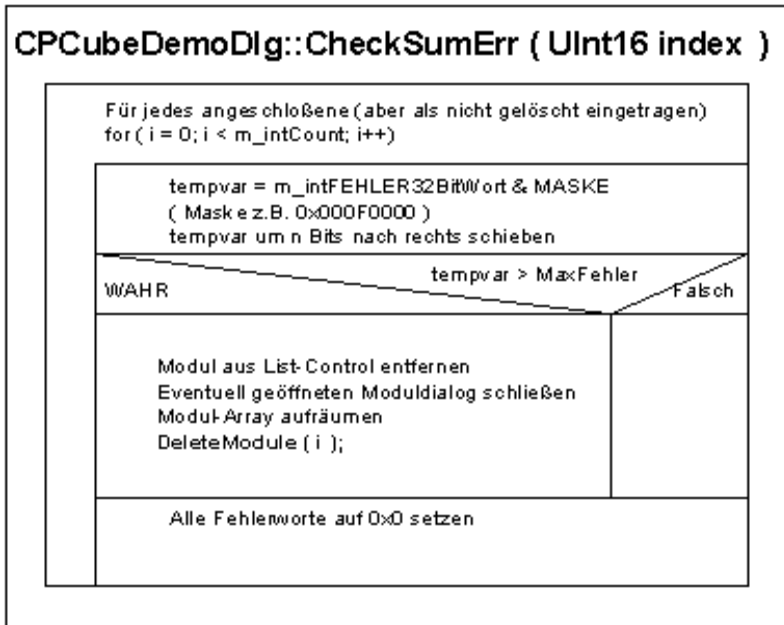 CPCubeDemoDlg::CheckSumErr ( UInt16 index )
Für jedes angeschloßene (aber als nicht gelöscht eingetragen)
for ( i = 0; i < m_intCount; i++)
tempvar = m_intFEHLER32BitWort & MASKE
( Maske z.B. 0x000F0000 )
tempvar um n Bits nach rechts schieben
tempvar > MaxFehler
WAHR
Falsch
Modul aus List-Control entfernen
Eventuell geöffneten Moduldialog schließen
Modul-Array aufräumen
DeleteModule ( i );
Alle Fehlerworte auf 0x0 setzen